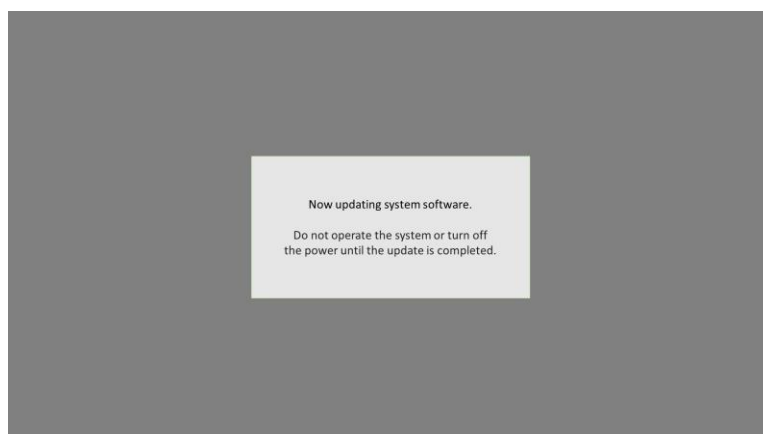 Now updating system software.
Do not operate the system or turn off
the power until the update is completed.